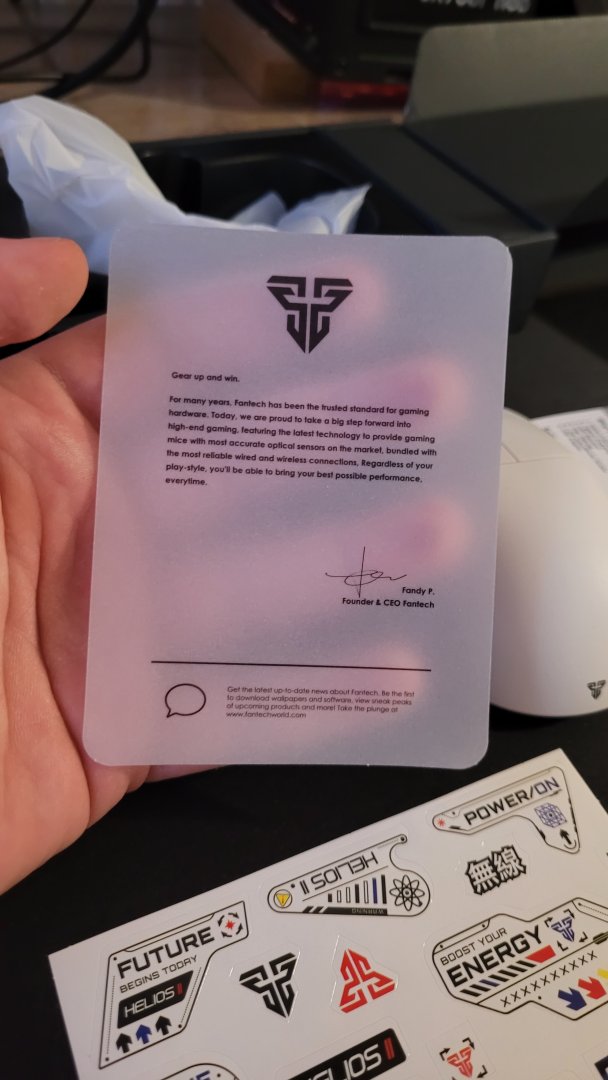 Gear up and win.
For many years, Fantech has been the trusted standard for gaming
hardware. Today, we are proud to take a big step forward into
high-end gaming, featuring the latest technology to provide gaming
mice with most accurate optical sensors on the market, bundled with
the most reliable wired and wireless connections, Regardless of your
play-style, you'll be able to bring your best possible performance,
everytime.
Fandy P.
Founder & CEO Fantech
Get the latest up-to-date news about Fantech. Be the first
to download wallpapers and software, view sneak peaks
of upcoming products and more! Take the plunge at
www.fantechworld.com
POWER/ON
無線
HELIOS II
WARNING
FUTURE
BEGINS TODAY
HELIOS II
BOOST YOUR
ENERGY
XXXXXXXXXX
HELIOS II